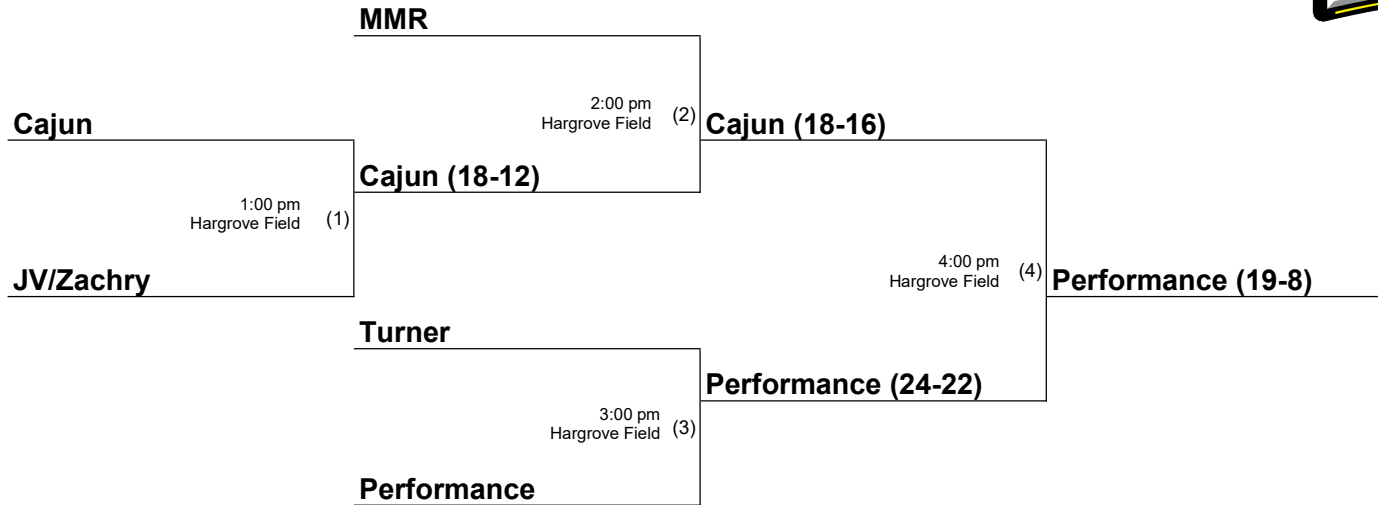 MMR
2:00 pm
Hargrove Field (2)
Cajun
Cajun (18-16)
Cajun (18-12)
1:00 pm
Hargrove Field (1)
4:00 pm
Hargrove Field (4)
JV/Zachry
Performance (19-8)
Turner
Performance (24-22)
3:00 pm
Hargrove Field (3)
Performance